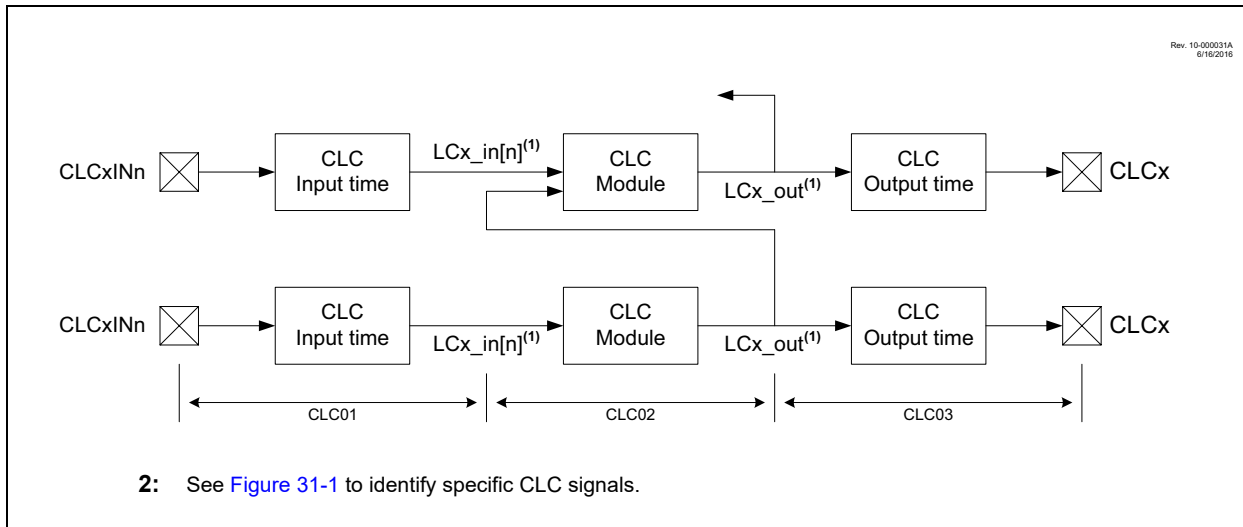 Rev. 10-000031A
6/16/2016
CLCxINn
CLC
Input time
LCx_in[n](1)
CLC
Module
LCx_out(1)
CLC
Output time
CLCx
CLCxINn
CLC
Input time
LCx_in[n](1)
CLC
Module
LCx_out(1)
CLC
Output time
CLCx
CLC01
CLC02
CLC03
2: See Figure 31-1 to identify specific CLC signals.